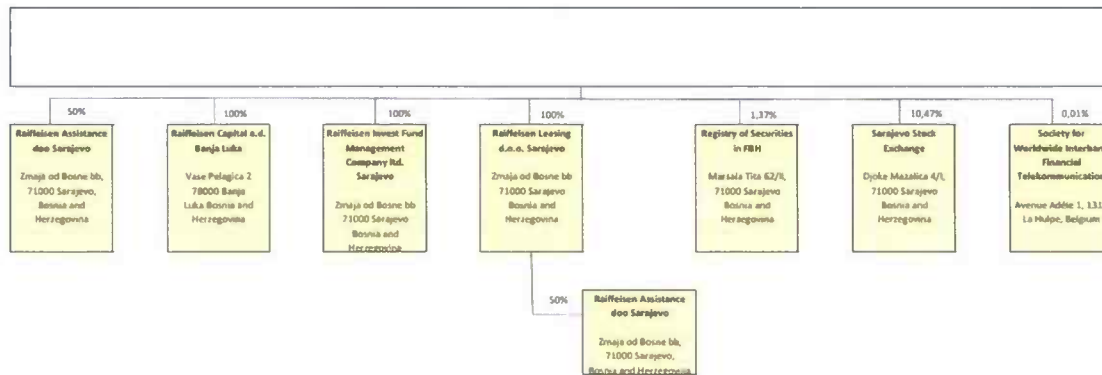 50%
100%
100%
100%
1,37%
10,47%
0,01%
Raiffeisen Assistance
doo Sarajevo
Zmaja od Bosne bb,
71000 Sarajevo,
Bosnia and
Herzegovina
Raiffeisen Capital a.d.
Banja Luka
Vase Pelagica 2
78000 Banja
Luka Bosnia and
Herzegovina
Raiffeisen Invest Fund
Management
Company ltd.
Sarajevo
Zmaja od Bosne bb
71000 Sarajevo
Bosnia and
Herzegovina
Raiffeisen Leasing
d.o.o. Sarajevo
Zmaja od Bosne bb
71000 Sarajevo
Bosnia and
Herzegovina
Registry of Securities
in FBH
Marsala Tita 62/II,
71000 Sarajevo
Bosnia and
Herzegovina
Sarajevo Stock
Exchange
Djoke Mazalica 4/I,
71000 Sarajevo
Bosnia and
Herzegovina
Society for
Worldwide Interban
Financial
Telekommunication
Avenue Adèle 1, 131
La Hulpe, Belgium
50%
Raiffeisen Assistance
doo Sarajevo
Zmaja od Bosne bb,
71000 Sarajevo,
Bosnia and Herzegovina